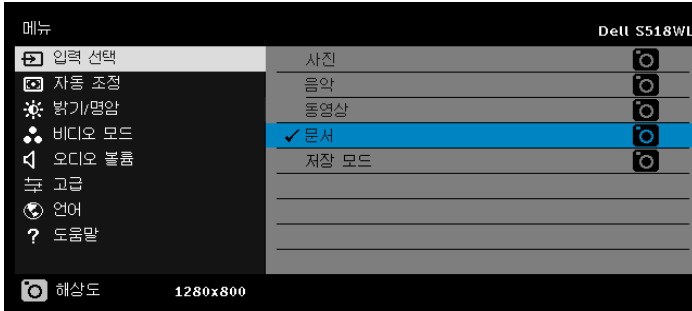 메뉴
Dell S518WL
입력 선택
사진
자동 조정
음악
밝기/명암
동영상
비디오 모드
문서
오디오 볼륨
저장 모드
고급
언어
? 도움말
해상도 1280x800